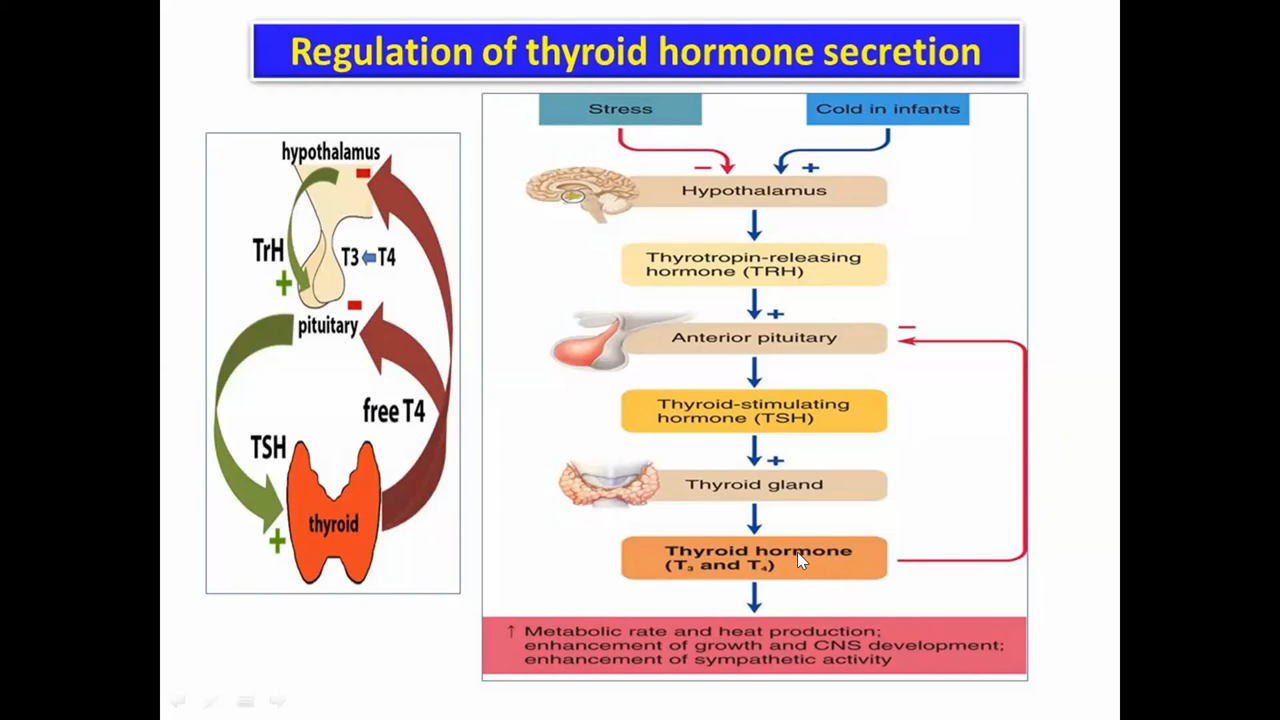 Regulation of thyroid hormone secretion
hypothalamus
TrH
T3
T4
+
pituitary
free T4
TSH
thyroid
+
Stress
Cold in infants
−
+
Hypothalamus
Thyrotropin-releasing
hormone (TRH)
+
Anterior pituitary
−
Thyroid-stimulating
hormone (TSH)
+
Thyroid gland
Thyroid hormone
(T₃ and T₄)
↑ Metabolic rate and heat production;
enhancement of growth and CNS development;
enhancement of sympathetic activity